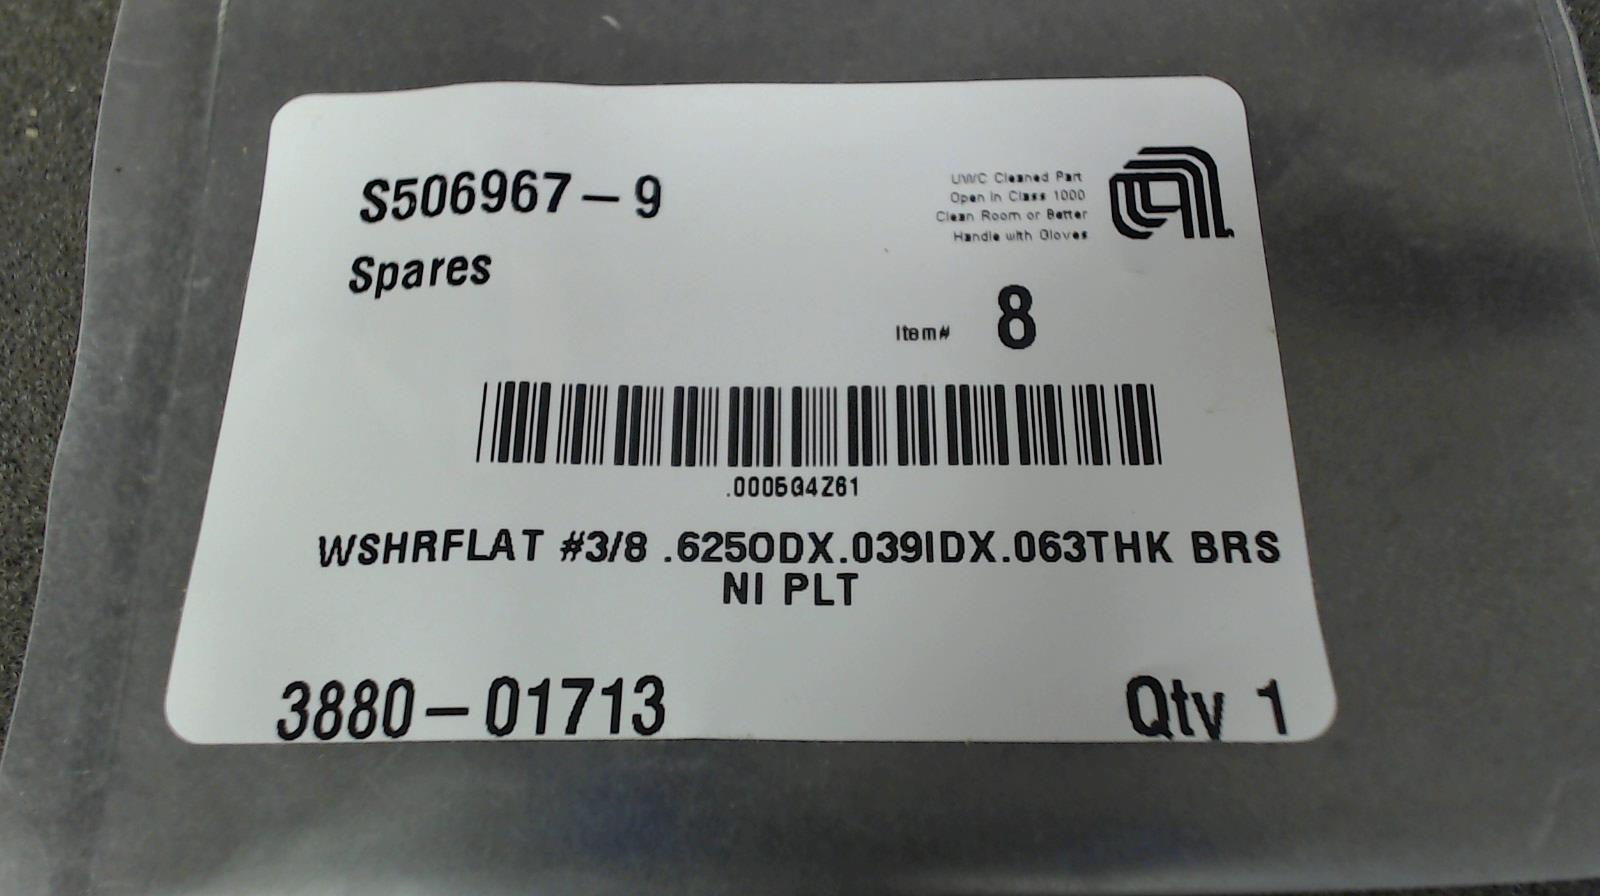 S506967-9
Spares
UWC Cleaned Part
Open in Class 1000
Clean Room or Better
Handle with Gloves
Item# 8
.0005G4Z61
WSHRFLAT #3/8 .625ODX.039IDX.063THK BRS
NI PLT
3880-01713
Qty 1